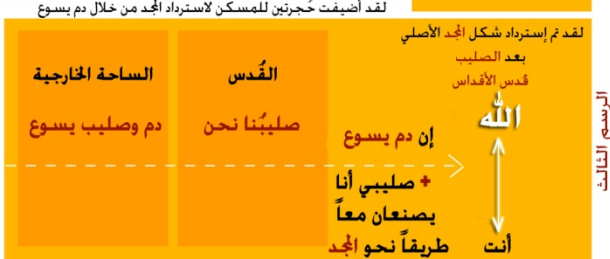 لقد أضيفت حُجرتين للمسكن لاسترداد المجد من خلال دم يسوع
لقد تم إسترداد شكل المجد الأصلي
بعد الصليب
قدس الأقداس
الله
أنت
إن دم يسوع
+ صليبي أنا
يصنعان معاً
طريقاً نحو المجد
القُدس
صليبُنا نحن
الساحة الخارجية
دم وصليب يسوع
الرسم الثالث